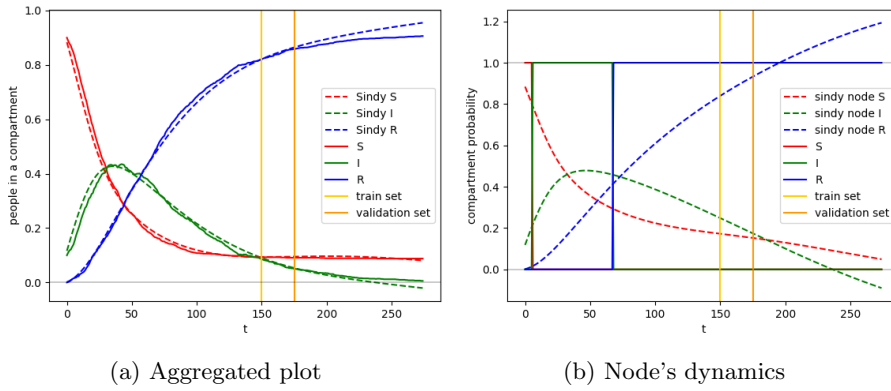 1.0
0.8
0.6
0.4
0.2
0.0
people in a compartment
0 50 100 150 200 250
t
Sindy S
Sindy I
Sindy R
S
I
R
train set
validation set
(a) Aggregated plot
1.2
1.0
0.8
0.6
0.4
0.2
0.0
compartment probability
0 50 100 150 200 250
t
sindy node S
sindy node I
sindy node R
S
I
R
train set
validation set
(b) Node's dynamics